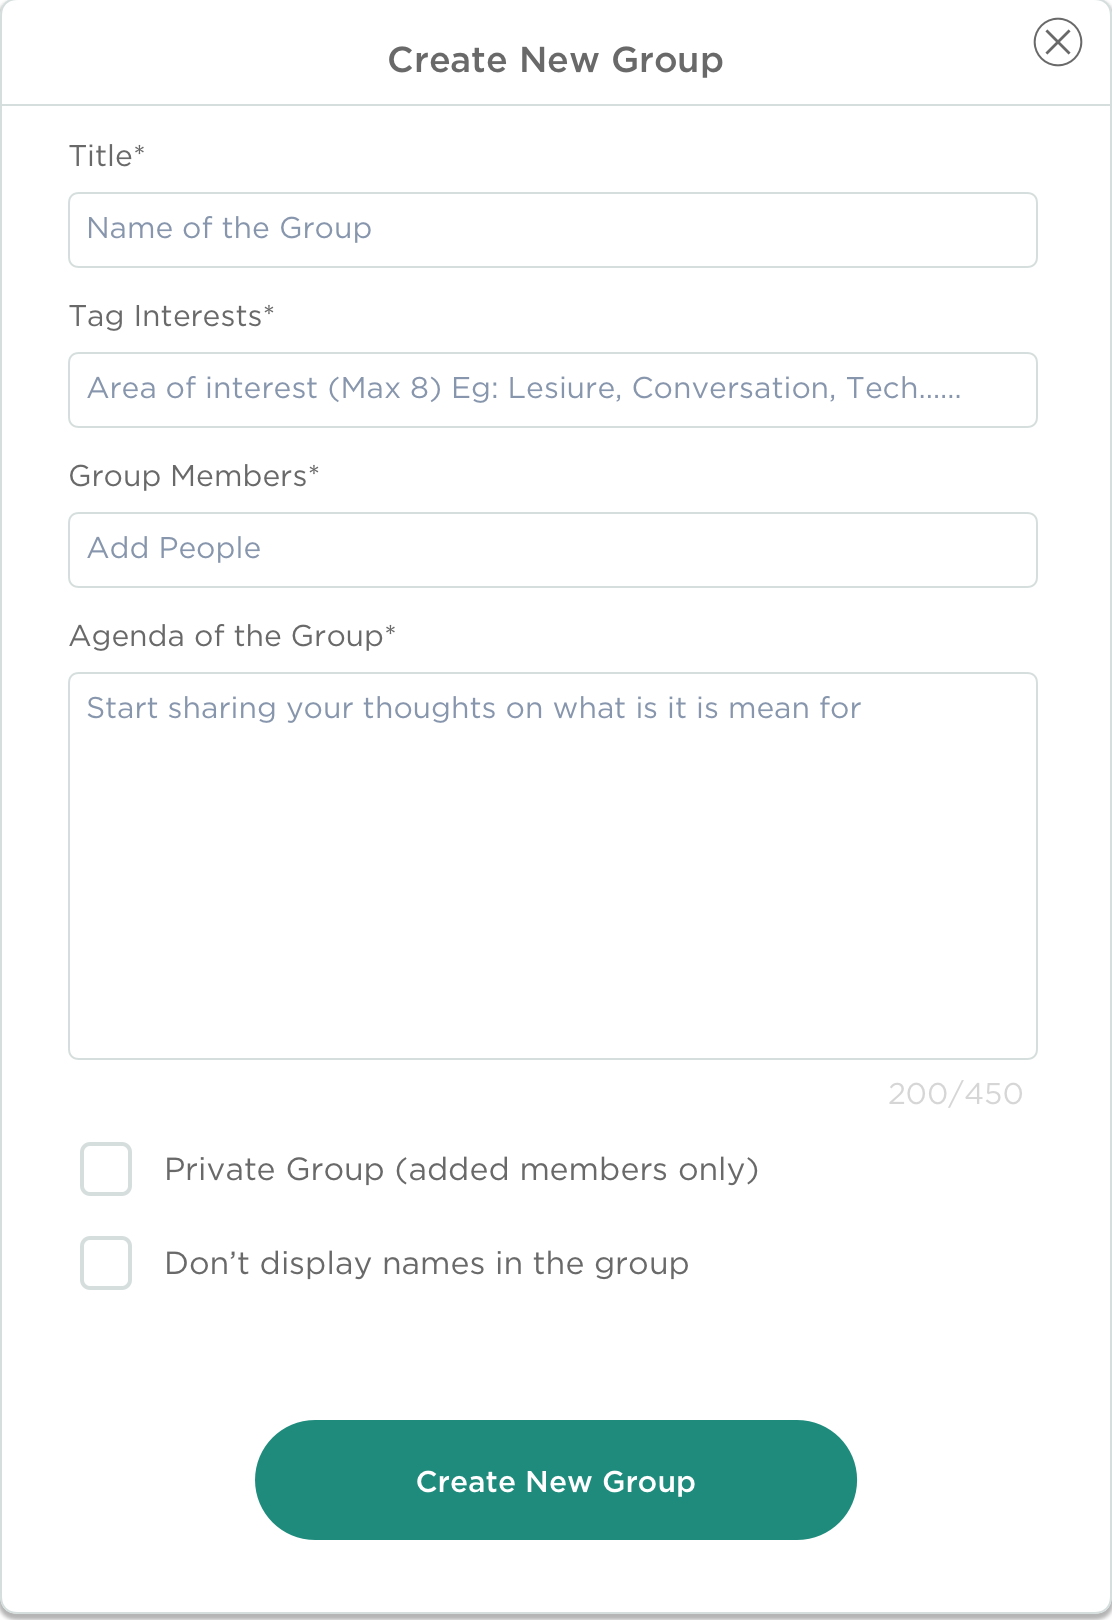 Create New Group
Title*
Name of the Group
Tag Interests*
Area of interest (Max 8) Eg: Lesiure, Conversation, Tech......
Group Members*
Add People
Agenda of the Group*
Start sharing your thoughts on what is it is mean for
200/450
Private Group (added members only)
Don’t display names in the group
Create New Group